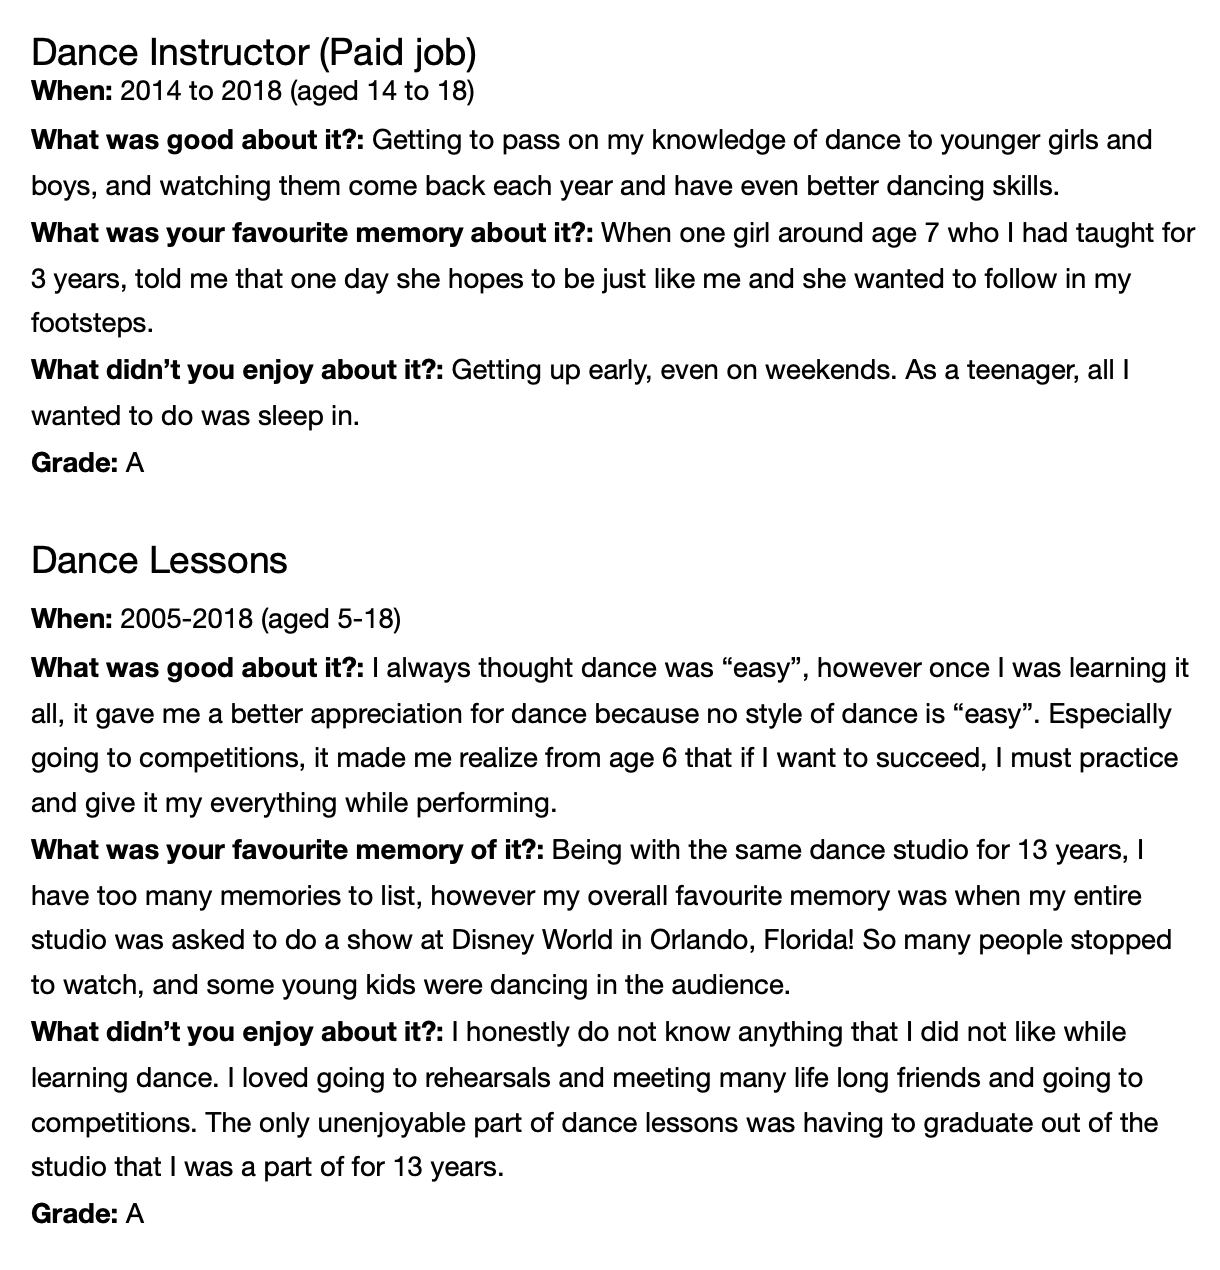 Dance Instructor (Paid job)
When: 2014 to 2018 (aged 14 to 18)
What was good about it?: Getting to pass on my knowledge of dance to younger girls and
boys, and watching them come back each year and have even better dancing skills.
What was your favourite memory about it?: When one girl around age 7 who I had taught for
3 years, told me that one day she hopes to be just like me and she wanted to follow in my
footsteps.
What didn’t you enjoy about it?: Getting up early, even on weekends. As a teenager, all I
wanted to do was sleep in.
Grade: A
Dance Lessons
When: 2005-2018 (aged 5-18)
What was good about it?: I always thought dance was “easy”, however once I was learning it
all, it gave me a better appreciation for dance because no style of dance is “easy”. Especially
going to competitions, it made me realize from age 6 that if I want to succeed, I must practice
and give it my everything while performing.
What was your favourite memory of it?: Being with the same dance studio for 13 years, I
have too many memories to list, however my overall favourite memory was when my entire
studio was asked to do a show at Disney World in Orlando, Florida! So many people stopped
to watch, and some young kids were dancing in the audience.
What didn’t you enjoy about it?: I honestly do not know anything that I did not like while
learning dance. I loved going to rehearsals and meeting many life long friends and going to
competitions. The only unenjoyable part of dance lessons was having to graduate out of the
studio that I was a part of for 13 years.
Grade: A